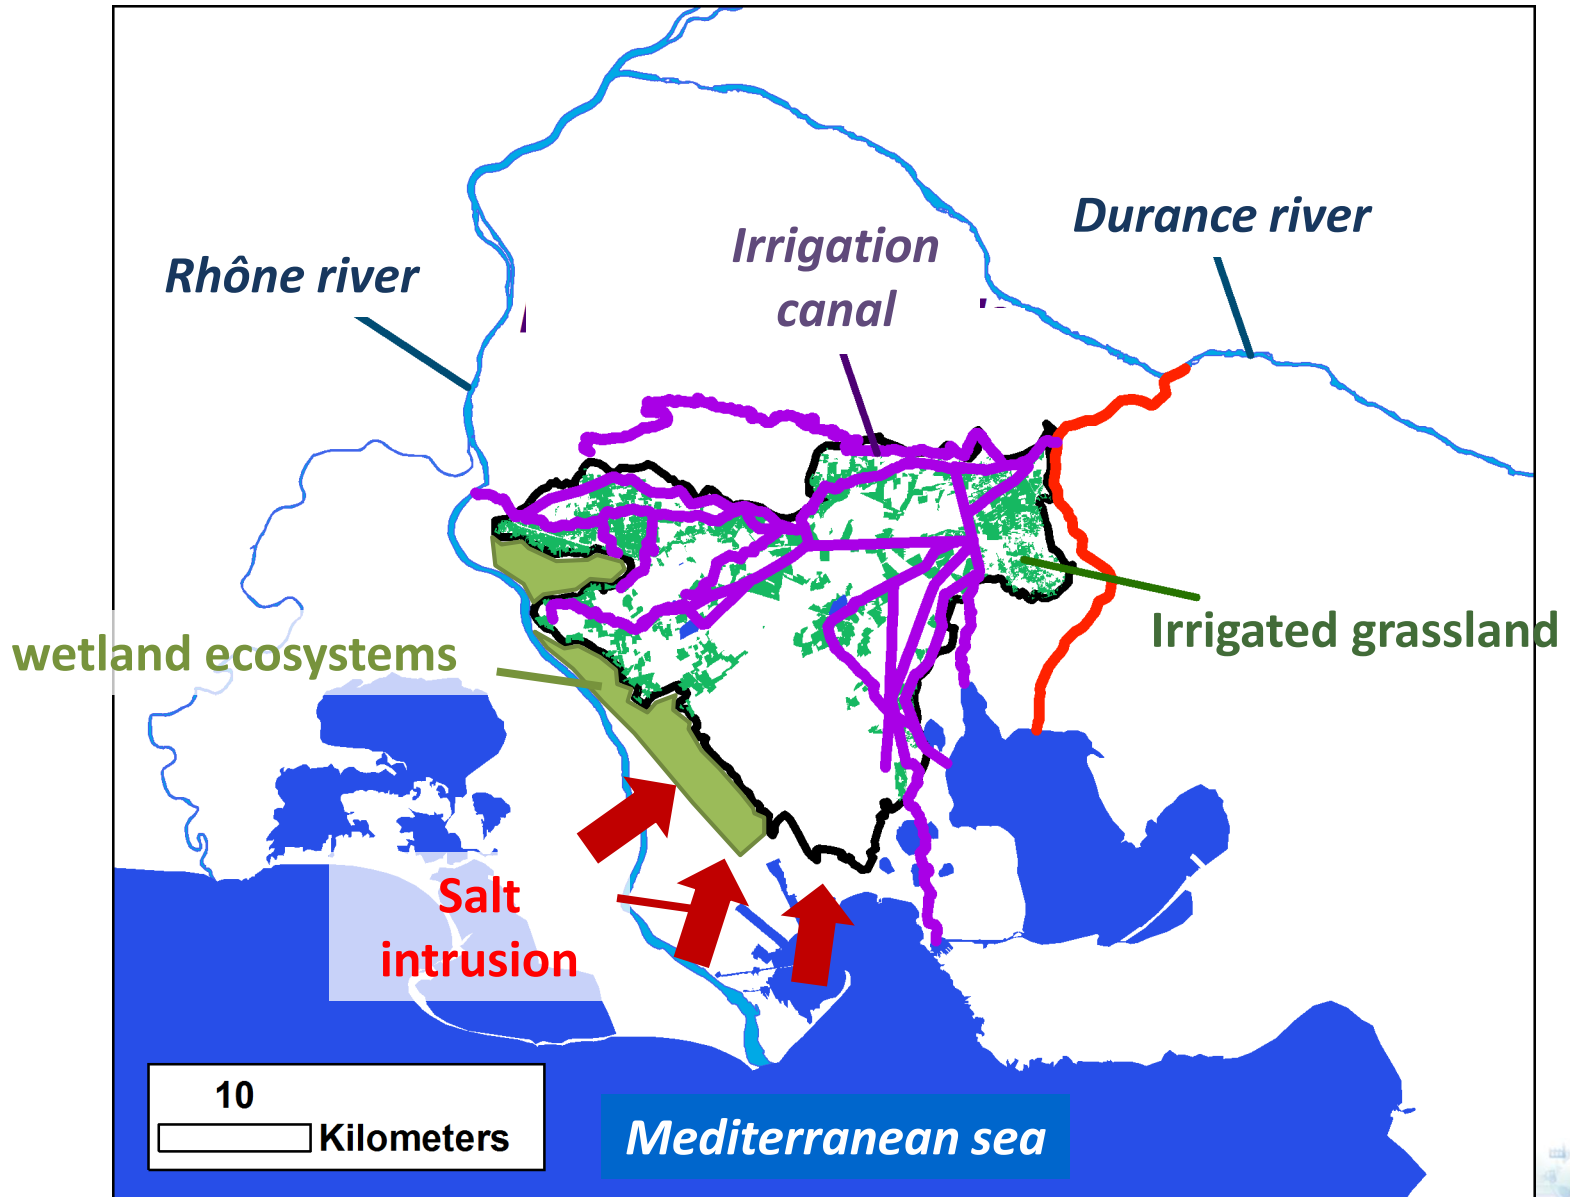 Durance river
Irrigation
canal
Rhône river
Irrigated grassland
wetland ecosystems
Salt
intrusion
10
Kilometers
Mediterranean sea